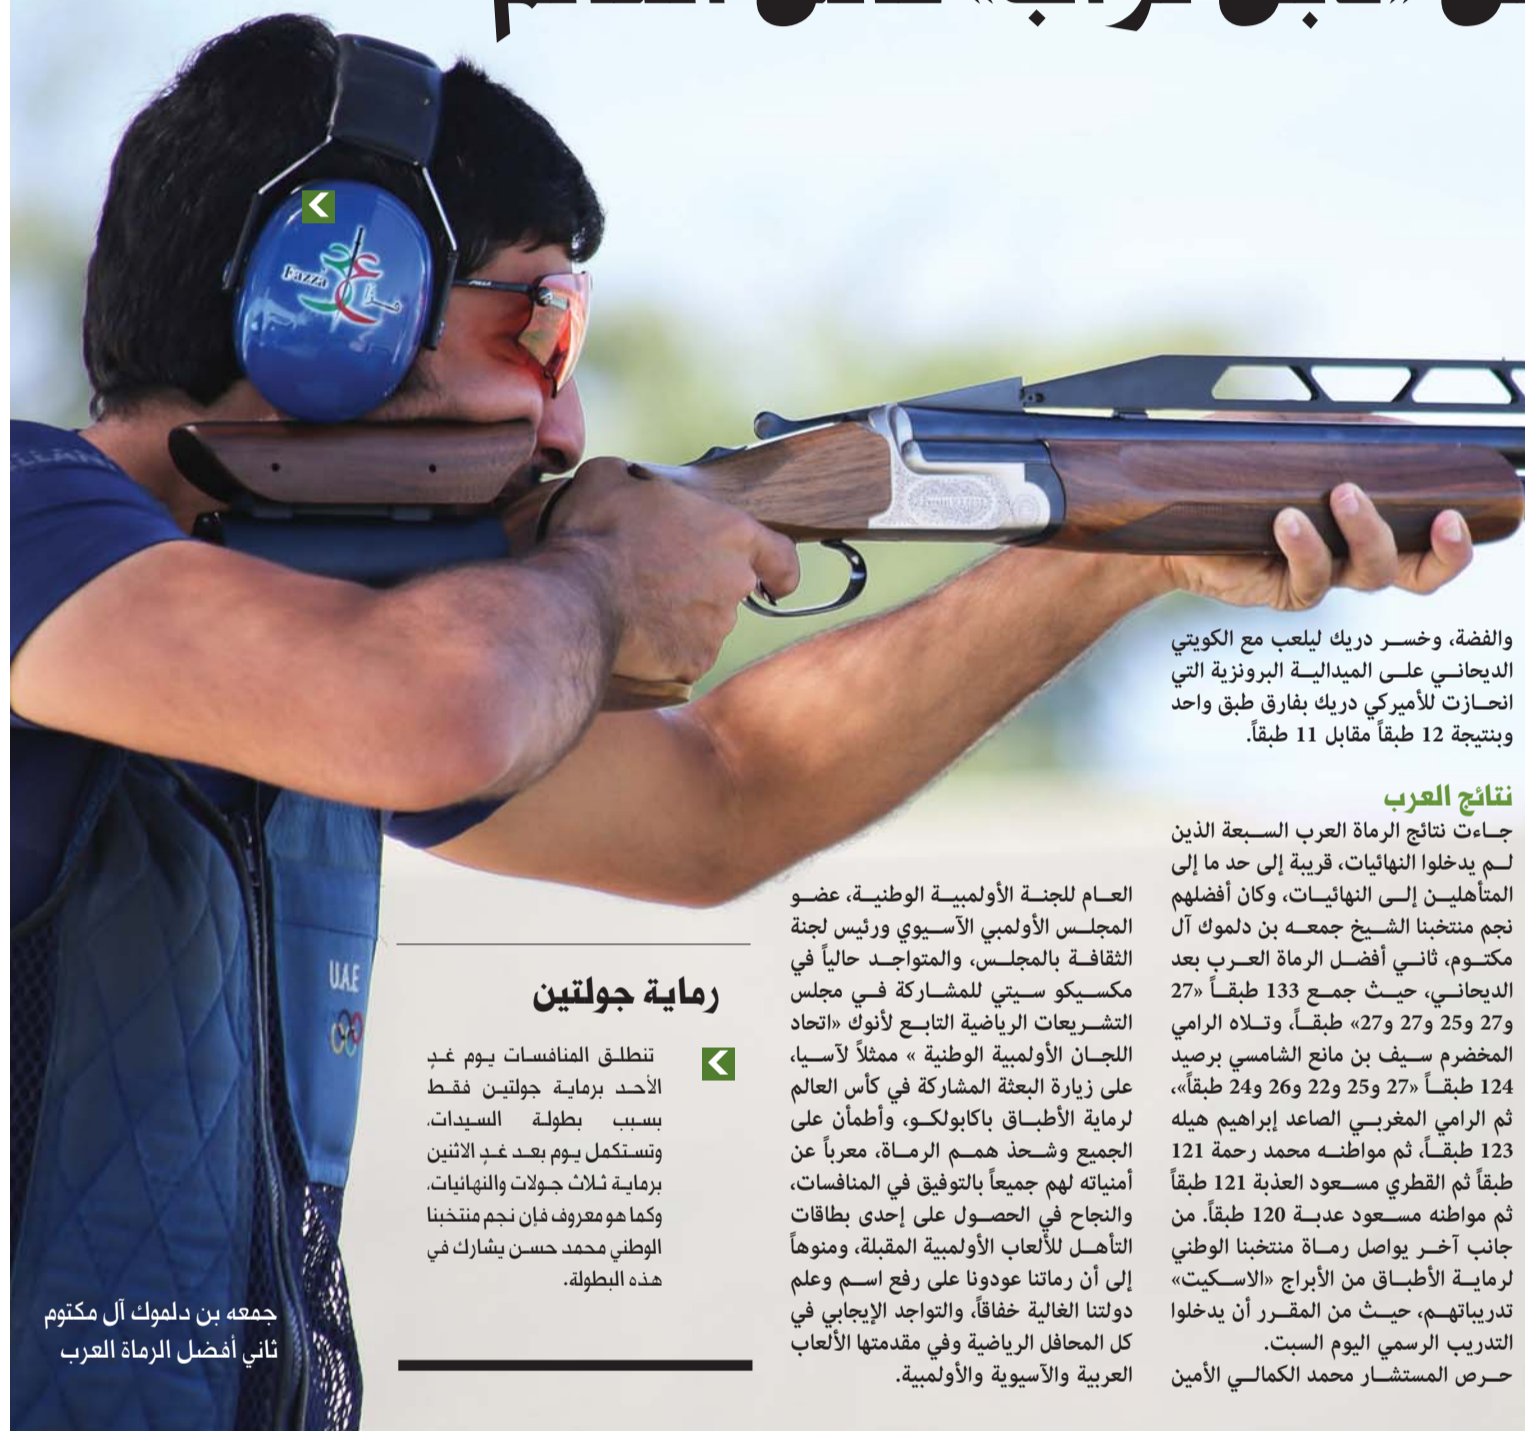 والفضة، وخسر دريك ليلعب مع الكويتي
الديحاني على الميدالية البرونزية التي
انحازت للأميركي دريك بفارق طبق واحد
وبنتيجة 12 طبقاً مقابل 11 طبقاً.
نتائج العرب
جاءت نتائج الرماة العرب السبعة الذين
لم يدخلوا النهائيات، قريبة إلى حد ما إلى
المتأهلين إلى النهائيات، وكان أفضلهم
نجم منتخبنا الشيخ جمعه بن دلموك آل
مكتوم، ثاني أفضل الرماة العرب بعد
الديحاني، حيث جمع 133 طبقاً «27
و27 و25 و27 و27» طبقاً، وتلاه الرامي
المخضرم سيف بن مانع الشامسي برصيد
124 طبقاً «27 و25 و22 و26 و24 طبقاً»،
ثم الرامي المغربي الصاعد إبراهيم هيله
123 طبقاً، ثم مواطنه محمد رحمة 121
طبقاً ثم القطري مسعود العذبة 121 طبقاً
ثم مواطنه مسعود عدبة 120 طبقاً. من
جانب آخر يواصل رماة منتخبنا الوطني
لرماية الأطباق من الأبراج «الاسكيت»
تدريباتهم، حيث من المقرر أن يدخلوا
التدريب الرسمي اليوم السبت.
حرص المستشار محمد الكمالي الأمين
العام للجنة الأولمبية الوطنية، عضو
المجلس الأولمبي الآسيوي ورئيس لجنة
الثقافة بالمجلس، والمتواجد حالياً في
مكسيكو سيتي للمشاركة في مجلس
التشريعات الرياضية التابع لأنوك «اتحاد
اللجان الأولمبية الوطنية » ممثلاً لآسيا،
على زيارة البعثة المشاركة في كأس العالم
لرماية الأطباق باكابولكو، وأطمأن على
الجميع وشحذ همم الرماة، معرباً عن
أمنياته لهم جميعاً بالتوفيق في المنافسات،
والنجاح في الحصول على إحدى بطاقات
التأهل للألعاب الأولمبية المقبلة، ومنوهاً
إلى أن رماتنا عودونا على رفع اسم وعلم
دولتنا الغالية خفاقاً، والتواجد الإيجابي في
كل المحافل الرياضية وفي مقدمتها الألعاب
العربية والآسيوية والأولمبية.
رماية جولتين
تنطلق المنافسات يوم غدٍ
الأحد برماية جولتين فقط
بسبب بطولة السيدات،
وتستكمل يوم بعد غدٍ الاثنين
برماية ثلاث جولات والنهائيات،
وكما هو معروف فإن نجم منتخبنا
الوطني محمد حسن يشارك في
هذه البطولة.
جمعه بن دلموك آل مكتوم
ثاني أفضل الرماة العرب
Fazza
فزاع
U.A.E